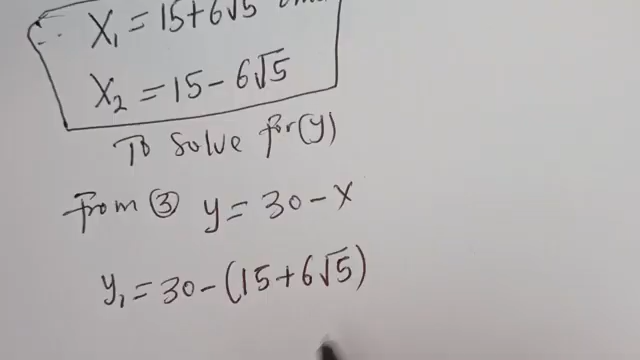 ∴ X₁ = 15+6√5
X₂ = 15-6√5
To Solve for(y)
from ③ y = 30-x
y₁ = 30-(15+6√5)